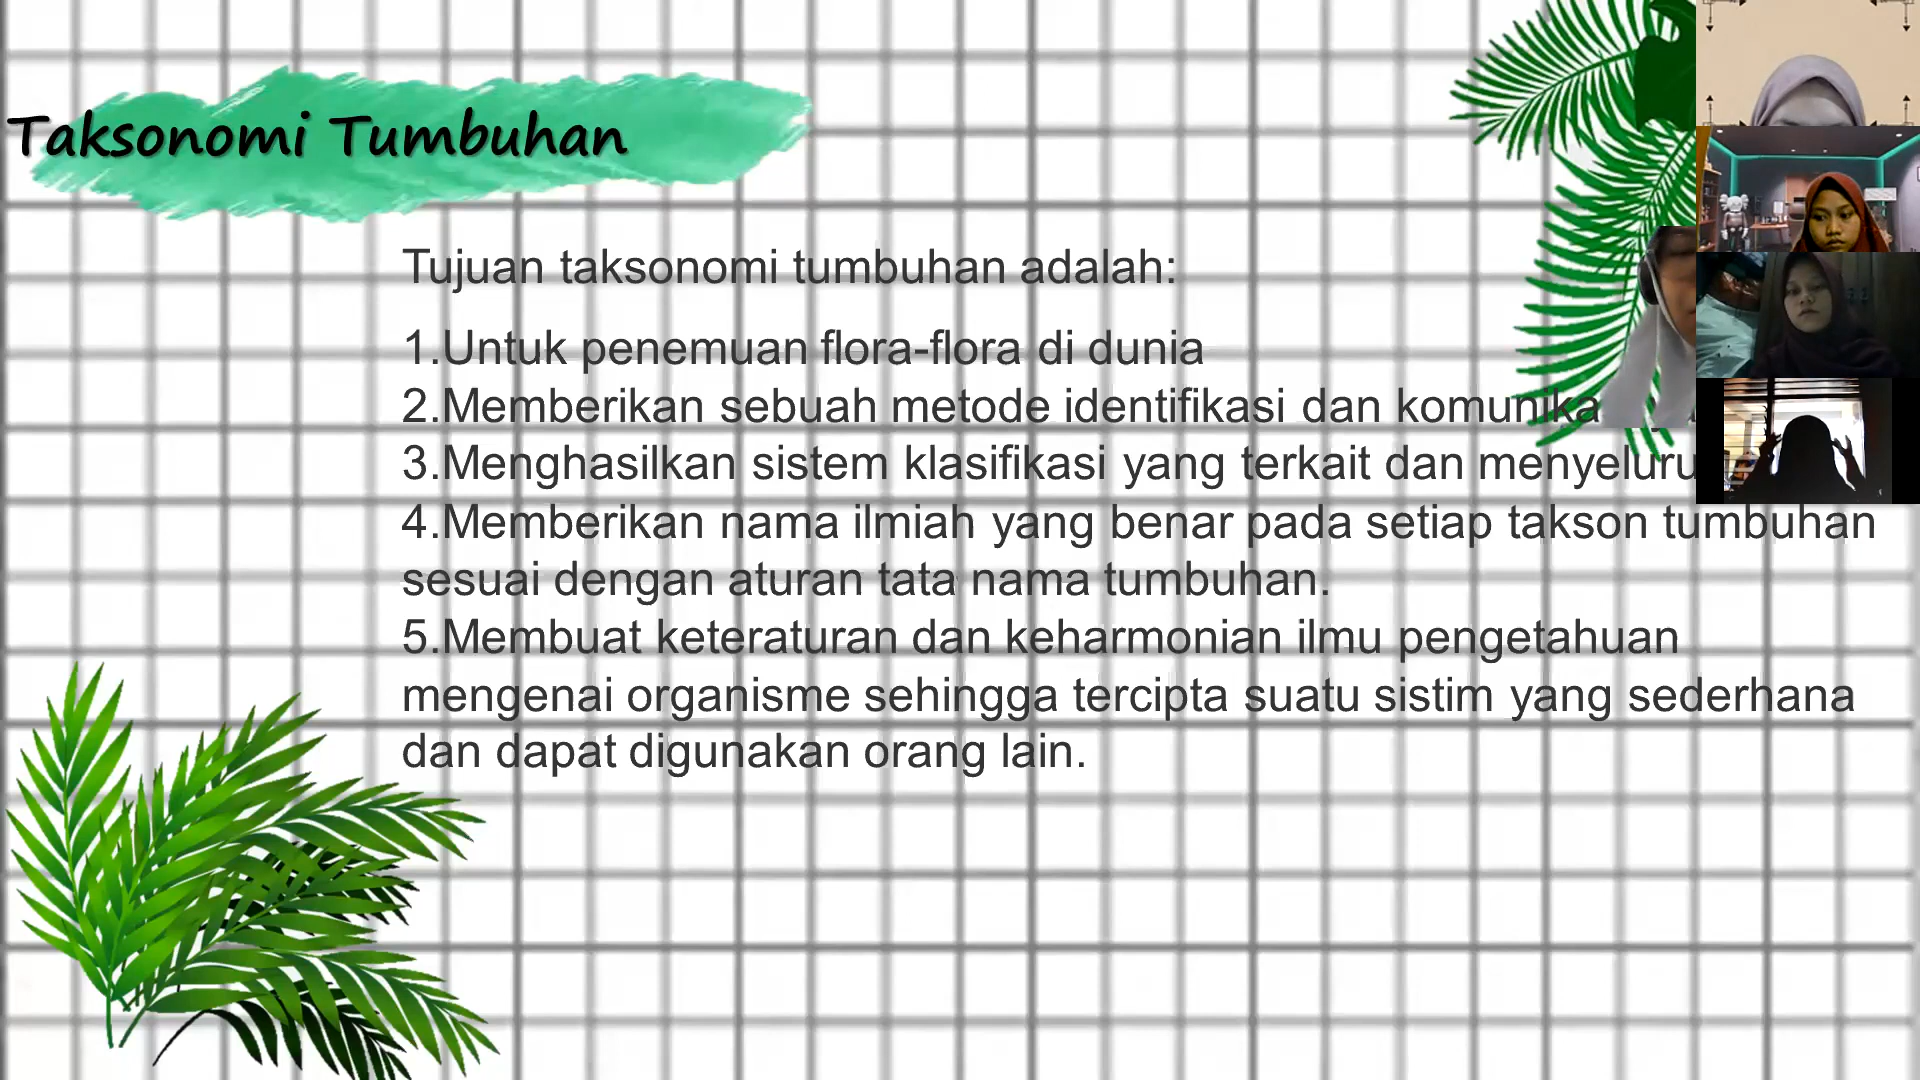 Taksonomi Tumbuhan
Tujuan taksonomi tumbuhan adalah:
1.Untuk penemuan flora-flora di dunia
2.Memberikan sebuah metode identifikasi dan
3.Menghasilkan sistem klasifikasi yang terkait dan
4.Memberikan nama ilmiah yang benar pada setiap takson tumbuhan
sesuai dengan aturan tata nama tumbuhan.
5.Membuat keteraturan dan keharmonian ilmu pengetahuan
mengenai organisme sehingga tercipta suatu sistim yang sederhana
dan dapat digunakan orang lain.